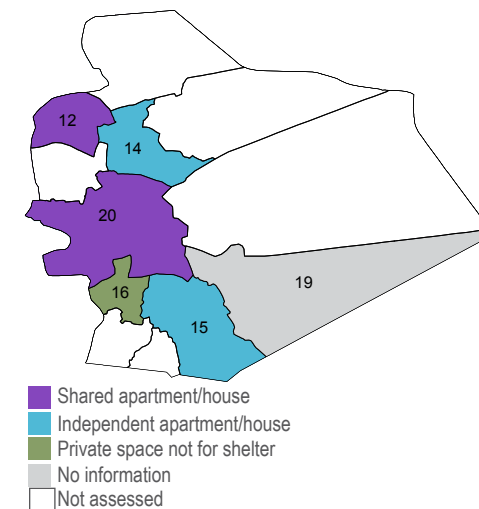 12
14
20
19
16
15
Shared apartment/house
Independent apartment/house
Private space not for shelter
No information
Not assessed